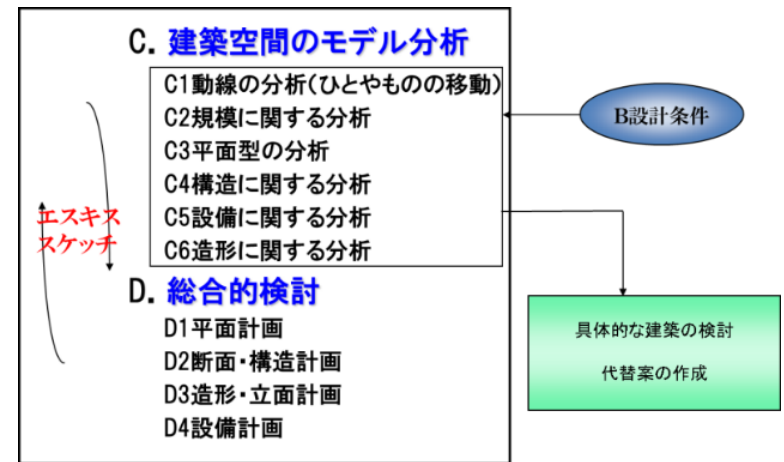 C. 建築空間のモデル分析
C1動線の分析(ひとやものの移動)
C2規模に関する分析
C3平面型の分析
C4構造に関する分析
C5設備に関する分析
C6造形に関する分析
エスキス
スケッチ
D. 総合的検討
D1平面計画
D2断面・構造計画
D3造形・立面計画
D4設備計画
B設計条件
具体的な建築の検討
代替案の作成